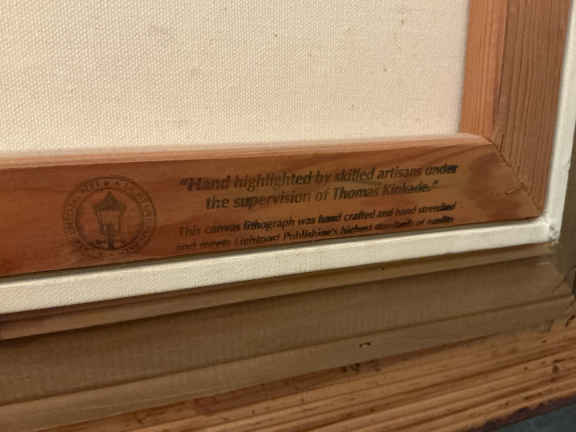 "Hand highlighted by skilled artisans under
the supervision of Thomas Kinkade."
This canvas lithograph was hand crafted and hand stretched
and meets Lightpost Publishing's highest standards of quality